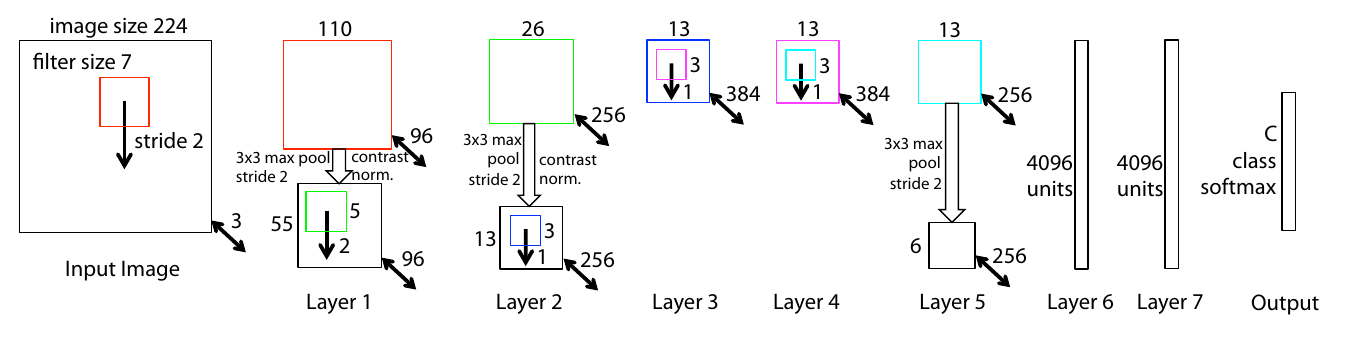 image size 224
filter size 7
stride 2
3
Input Image
110
96
3x3 max pool
stride 2
contrast
norm.
55
5
2
96
Layer 1
26
256
3x3 max
pool
stride 2
contrast
norm.
13
3
1
256
Layer 2
13
3
1
384
Layer 3
13
3
1
384
Layer 4
13
256
3x3 max
pool
stride 2
6
256
Layer 5
4096
units
Layer 6
4096
units
Layer 7
C
class
softmax
Output